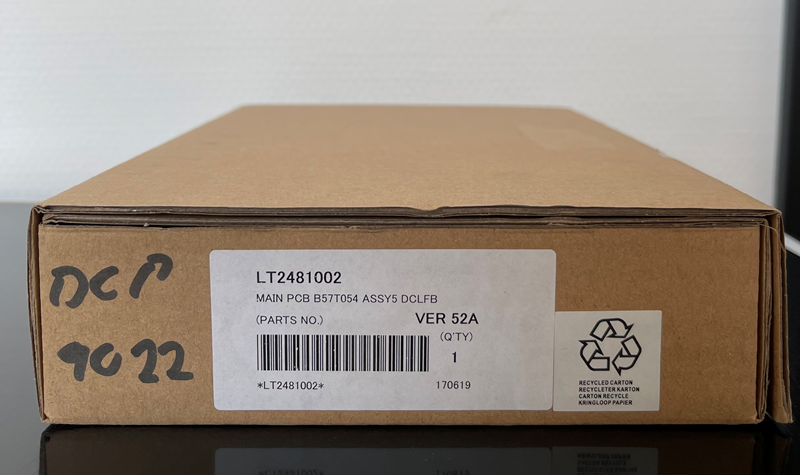 DCP
9022
LT2481002
MAIN PCB B57T054 ASSY5 DCLFB
(PARTS NO.) VER 52A
(Q'TY)
1
*LT2481002* 170619
RECYCLED CARTON
RECYCLETER KARTON
CARTON RECYCLE
KRINGLOOP PAPIER